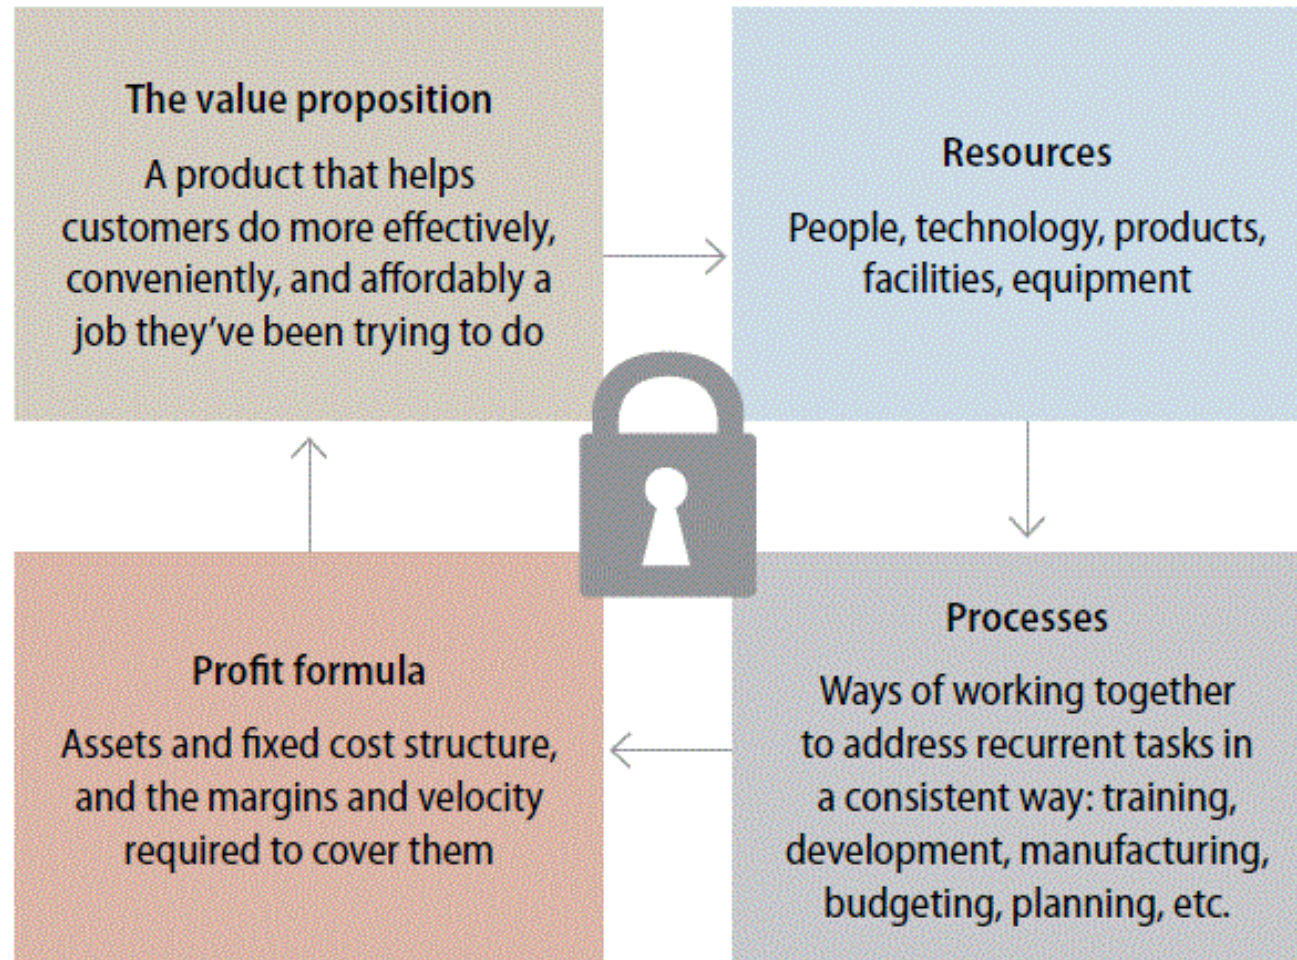 The value proposition
A product that helps
customers do more effectively,
conveniently, and affordably a
job they’ve been trying to do
Resources
People, technology, products,
facilities, equipment
Profit formula
Assets and fixed cost structure,
and the margins and velocity
required to cover them
Processes
Ways of working together
to address recurrent tasks in
a consistent way: training,
development, manufacturing,
budgeting, planning, etc.